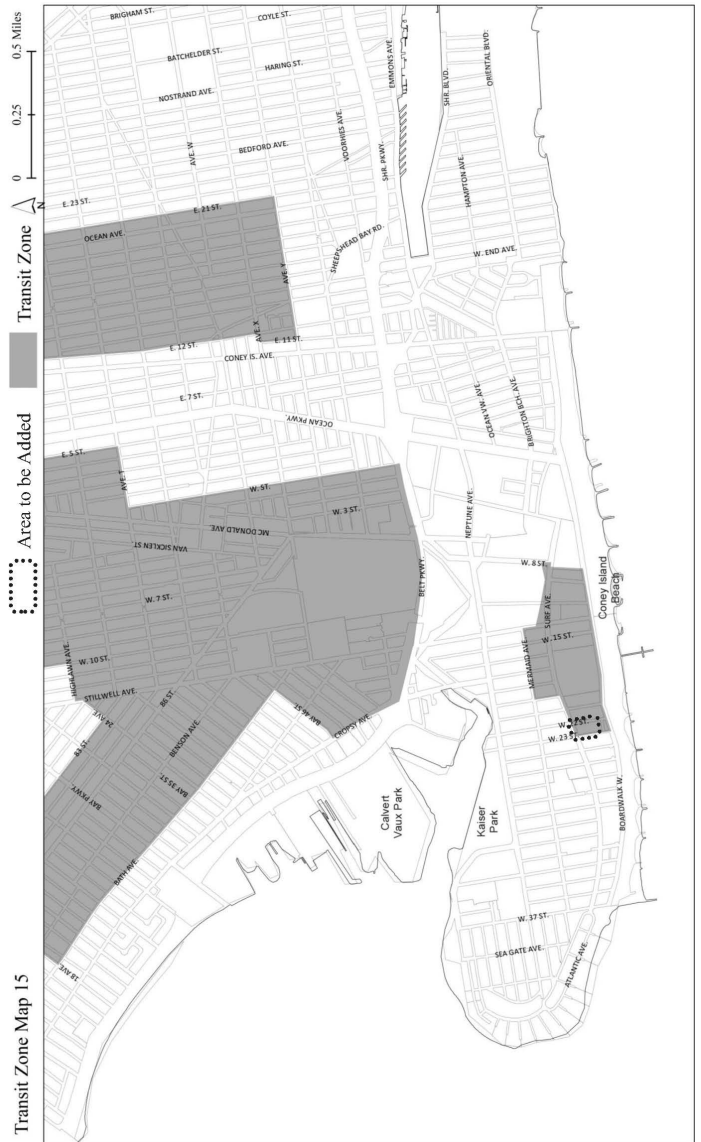 Transit Zone Map 15
Area to be Added
Transit Zone
N
0 0.25 0.5 Miles
18 AVE.
BATH AVE.
BAY PKWY.
83 ST.
24 AVE.
HIGHLAWN AVE.
STILLWELL AVE.
W. 10 ST.
W. 7 ST.
86 ST.
BENSON AVE.
BAY 35 ST.
BAY 46 ST.
CROPSY AVE.
VAN SICKLEN ST.
MC DONALD AVE
W. 3 ST.
W. ST.
AVE. T
E. 5 ST.
E. 7 ST.
OCEAN PKWY.
CONEY IS. AVE.
E. 12 ST.
E. 11 ST.
AVE. X
AVE. Y
OCEAN AVE.
E. 21 ST.
E. 23 ST.
AVE. W
BEDFORD AVE.
NOSTRAND AVE.
HARING ST.
BATCHELDER ST.
COYLE ST.
BRIGHAM ST.
VOORHIES AVE.
SHEEPSHEAD BAY RD.
SHR. PKWY.
EMMONS AVE.
SHR. BLVD.
ORIENTAL BLVD.
HAMPTON AVE.
W. END AVE.
BELT PKWY.
NEPTUNE AVE.
OCEAN VW. AVE.
BRIGHTON BCH. AVE.
Calvert
Vaux Park
Kaiser
Park
W. 8 ST.
SURF AVE.
W. 15 ST.
MERMAID AVE.
W. 22 ST.
W. 23 ST.
Coney Island
Beach
BOARDWALK W.
W. 37 ST.
SEA GATE AVE.
ATLANTIC AVE.